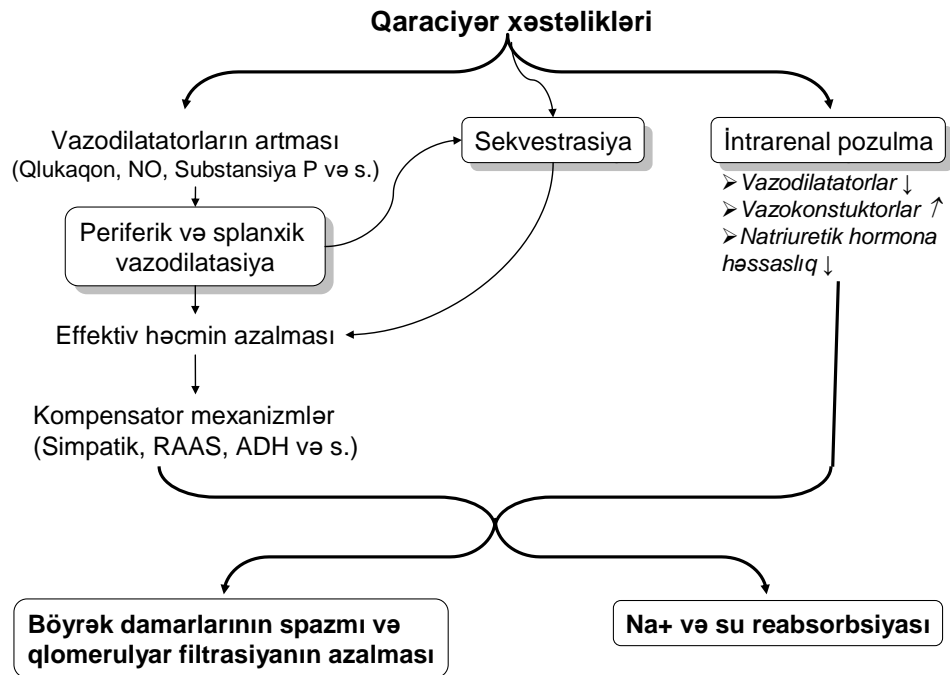 Qaraciyər xəstəlikləri
Vazodilatatorların artması
(Qlukaqon, NO, Substansiya P və s.)
Sekvestrasiya
İntrarenal pozulma
➢Vazodilatatorlar ↓
➢Vazokonstuktorlar ↑
➢Natriuretik hormona
həssaslıq ↓
Periferik və splanxik
vazodilatasiya
Effektiv həcmin azalması
Kompensator mexanizmlər
(Simpatik, RAAS, ADH və s.)
Böyrək damarlarının spazmı və
qlomerulyar filtrasiyanın azalması
Na+ və su reabsorbsiyası